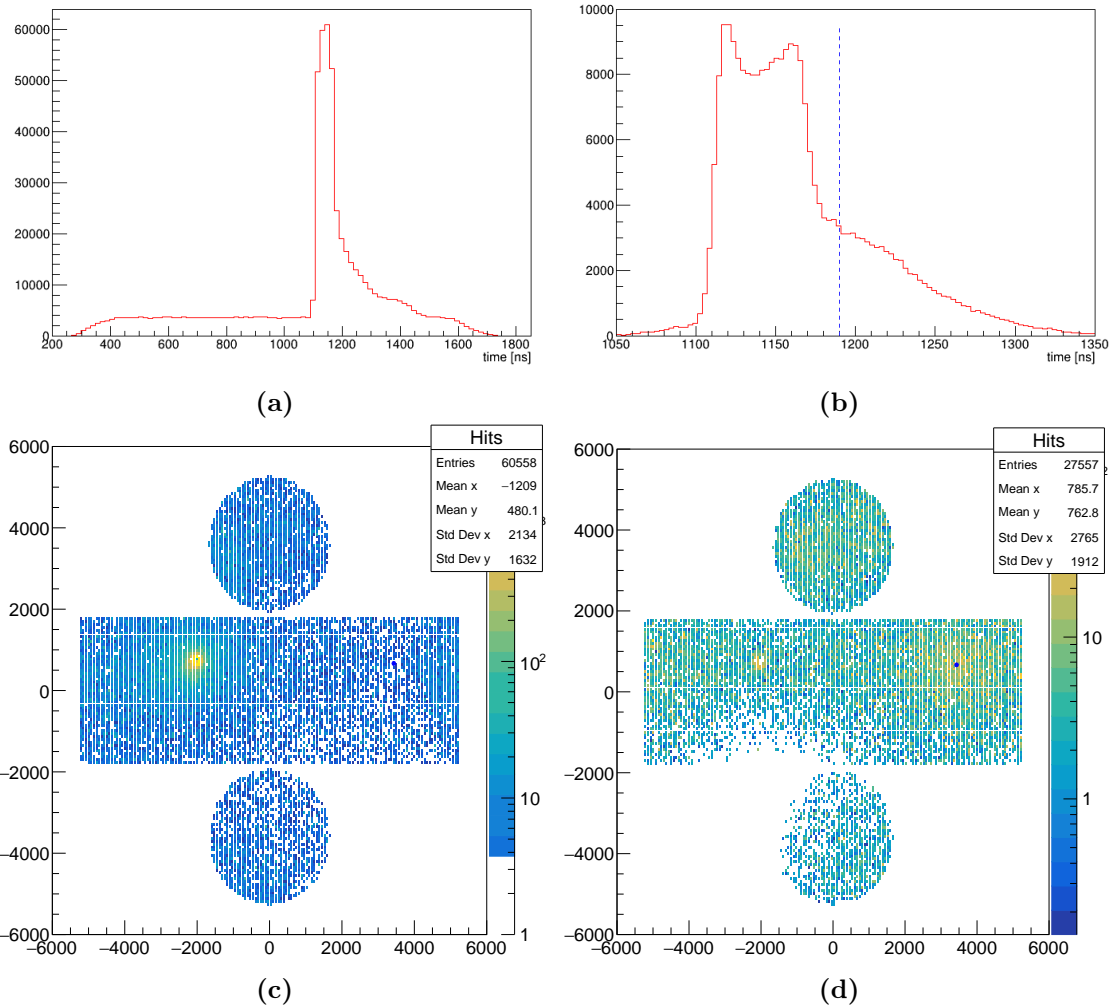 60000
50000
40000
30000
20000
10000
0
200 400 600 800 1000 1200 1400 1600 1800
time [ns]
(a)
10000
8000
6000
4000
2000
0
1050 1100 1150 1200 1250 1300 1350
time [ns]
(b)
6000
4000
2000
0
−2000
−4000
−6000
−6000 −4000 −2000 0 2000 4000 6000
Hits
Entries 60558
Mean x −1209
Mean y 480.1
Std Dev x 2134
Std Dev y 1632
3
10²
10
1
(c)
6000
4000
2000
0
−2000
−4000
−6000
−6000 −4000 −2000 0 2000 4000 6000
Hits
Entries 27557
Mean x 785.7
Mean y 762.8
Std Dev x 2765
Std Dev y 1912
2
10
1
(d)